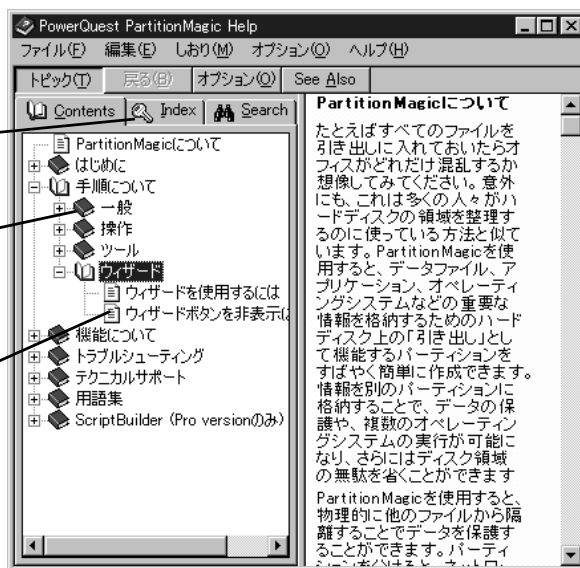 PowerQuest PartitionMagic Help
ファイル(F) 編集(E) しおり(M) オプション(O) ヘルプ(H)
トピック(T) 戻る(B) オプション(O) See Also
Contents Index Search
PartitionMagicについて
はじめに
手順について
一般
操作
ツール
ウィザード
ウィザードを使用するには
ウィザードボタンを非表示(
機能について
トラブルシューティング
テクニカルサポート
用語集
ScriptBuilder (Pro versionのみ)
PartitionMagicについて
たとえばすべてのファイルを
引き出しに入れておいたらオ
フィスがどれだけ混乱するか
想像してみてください。意外
にも、これは多くの人々がハ
ードディスクの領域を整理す
るのに使っている方法と似て
います。PartitionMagicを使
用すると、データファイル、ア
プリケーション、オペレーティ
ングシステムなどの重要な
情報を格納するためのハード
ディスク上の「引き出し」とし
て機能するパーティションを
すばやく簡単に作成できます。
情報を別のパーティションに
格納することで、データの保
護や、複数のオペレーティン
グシステムの実行が可能に
なり、さらにはディスク領域
の無駄を省くことができます
PartitionMagicを使用すると、
物理的に他のファイルから隔
離することでデータを保護す
ることができます。パーティ